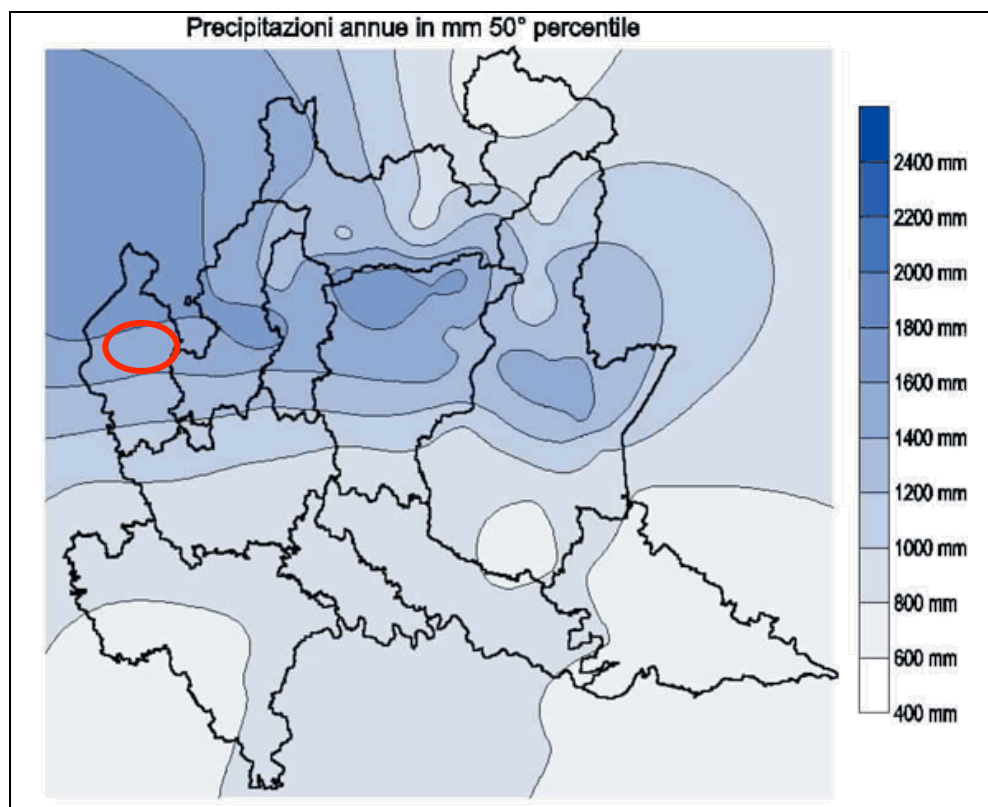 Precipitazioni annue in mm 50° percentile
2400 mm
2200 mm
2000 mm
1800 mm
1600 mm
1400 mm
1200 mm
1000 mm
800 mm
600 mm
400 mm